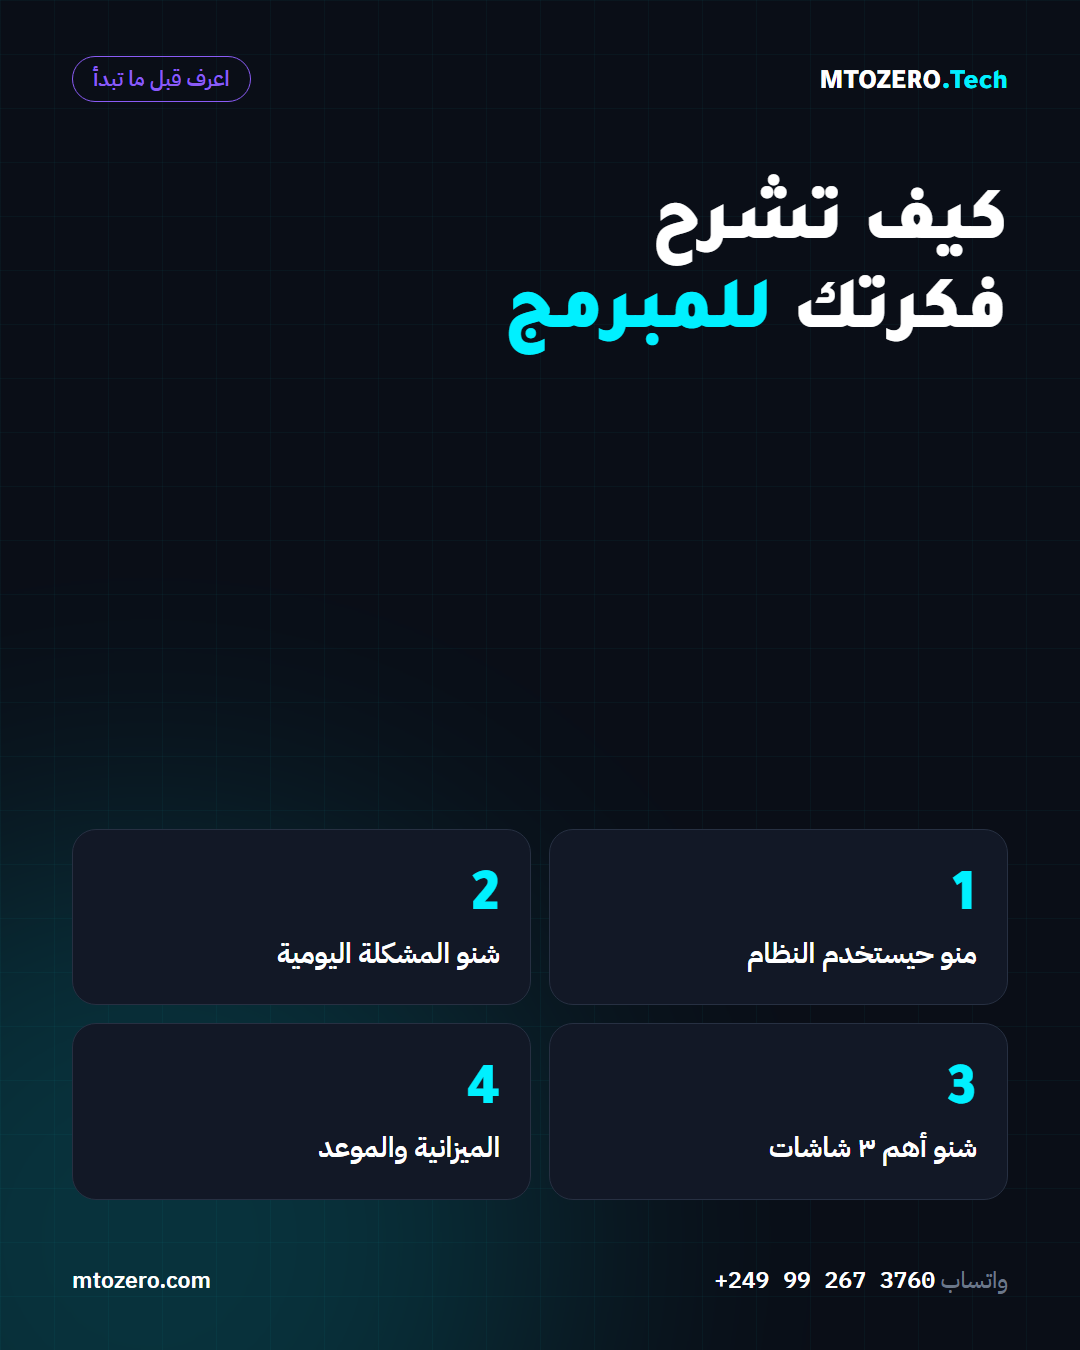 MTOZERO.Tech
اعرف قبل ما تبدأ
كيف تشرح
فكرتك للمبرمج
1
منو حيستخدم النظام
2
شنو المشكلة اليومية
3
شنو أهم ٣ شاشات
4
الميزانية والموعد
واتساب +249 99 267 3760
mtozero.com